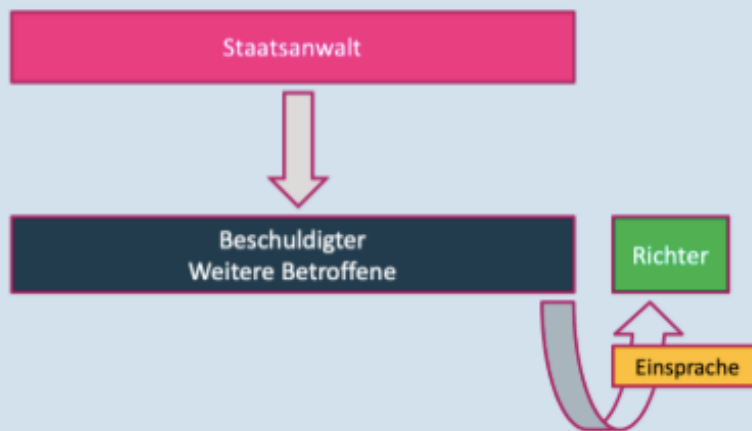 Staatsanwalt
Beschuldigter
Weitere Betroffene
Richter
Einsprache